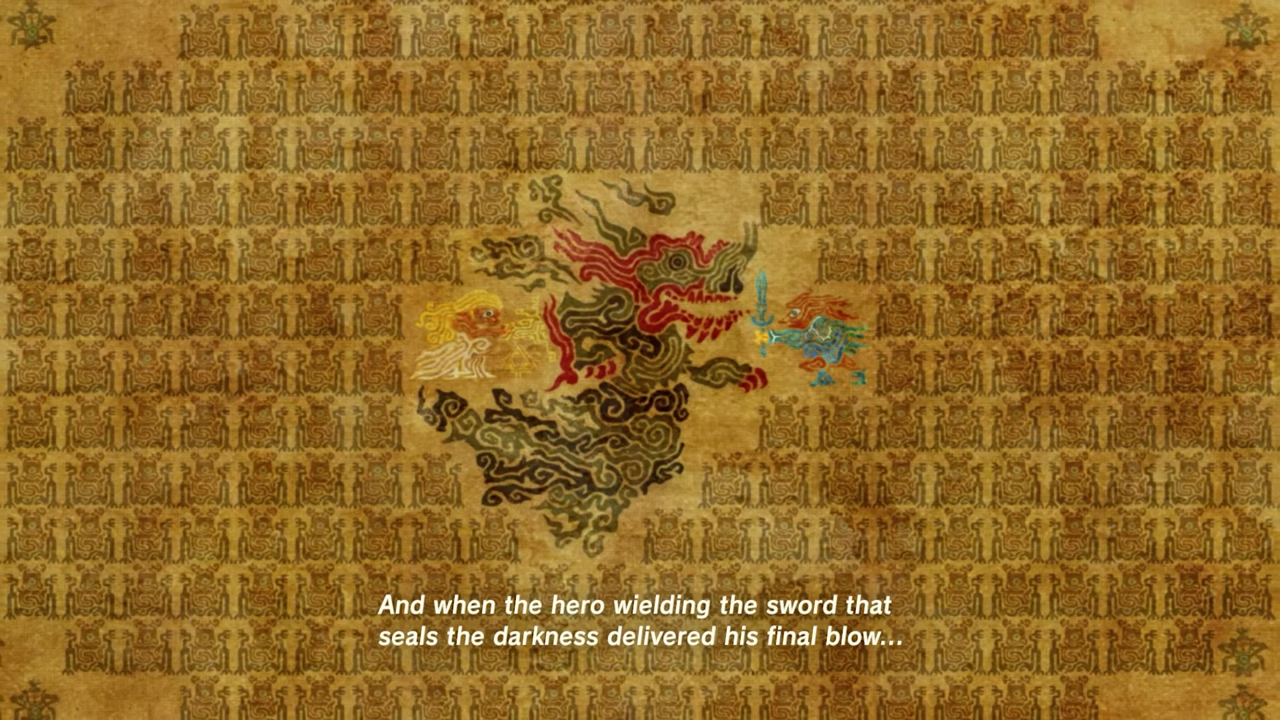 And when the hero wielding the sword that
seals the darkness delivered his final blow...